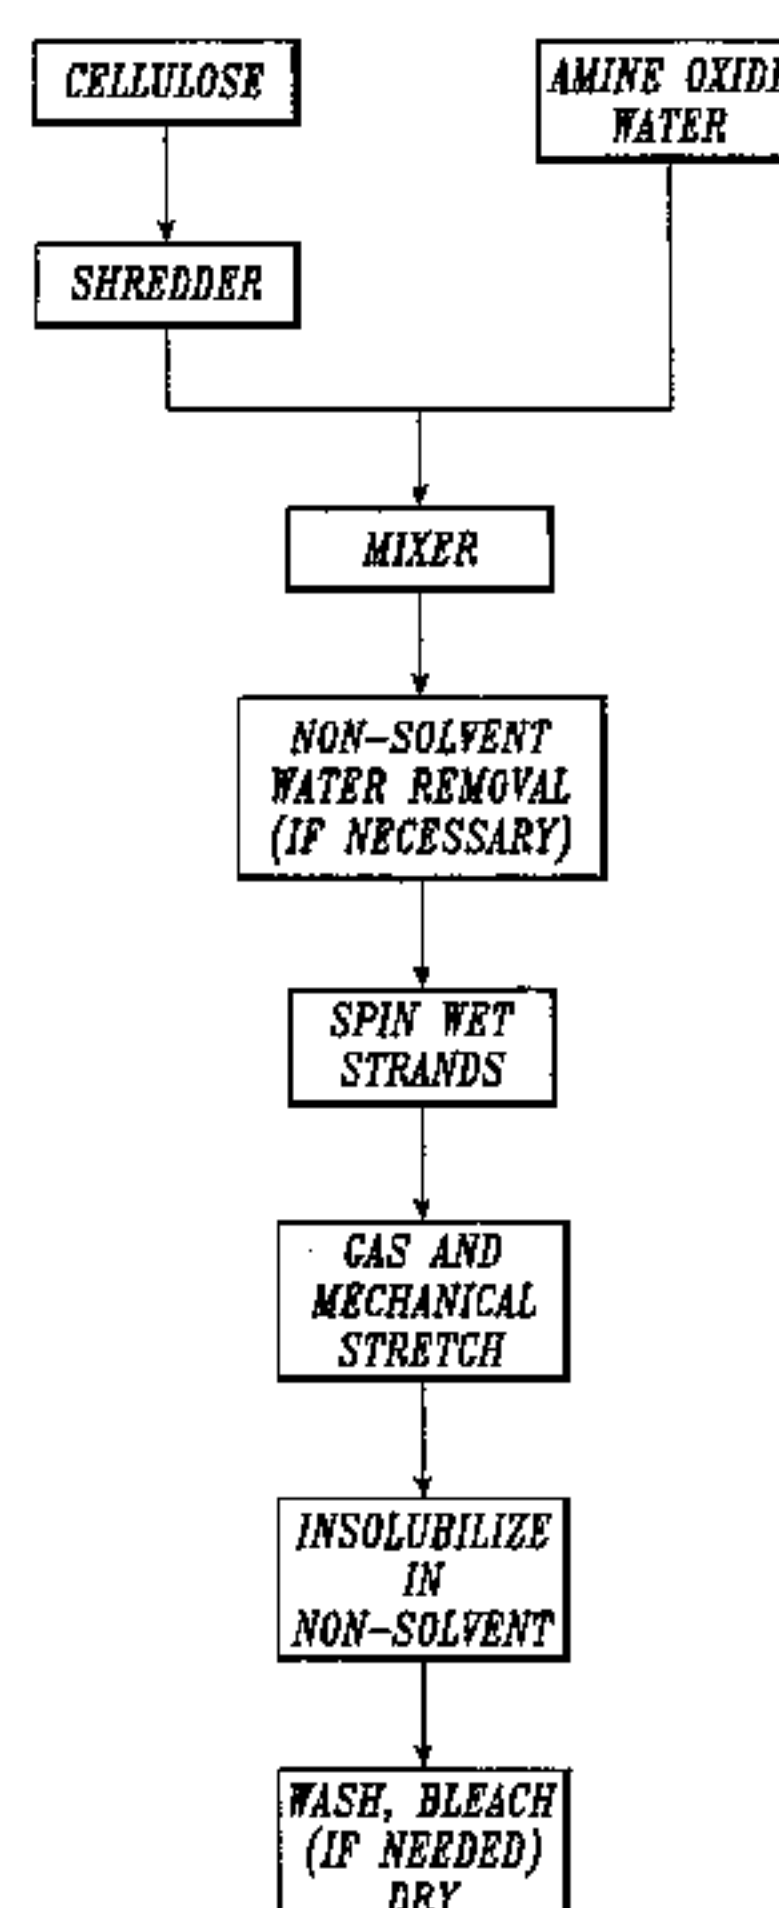 CELLULOSE
AMINE OXIDE
WATER
SHREDDER
MIXER
NON-SOLVENT
WATER REMOVAL
(IF NECESSARY)
SPIN WET
STRANDS
GAS AND
MECHANICAL
STRETCH
INSOLUBILIZE
IN
NON-SOLVENT
WASH, BLEACH
(IF NEEDED)
DRY